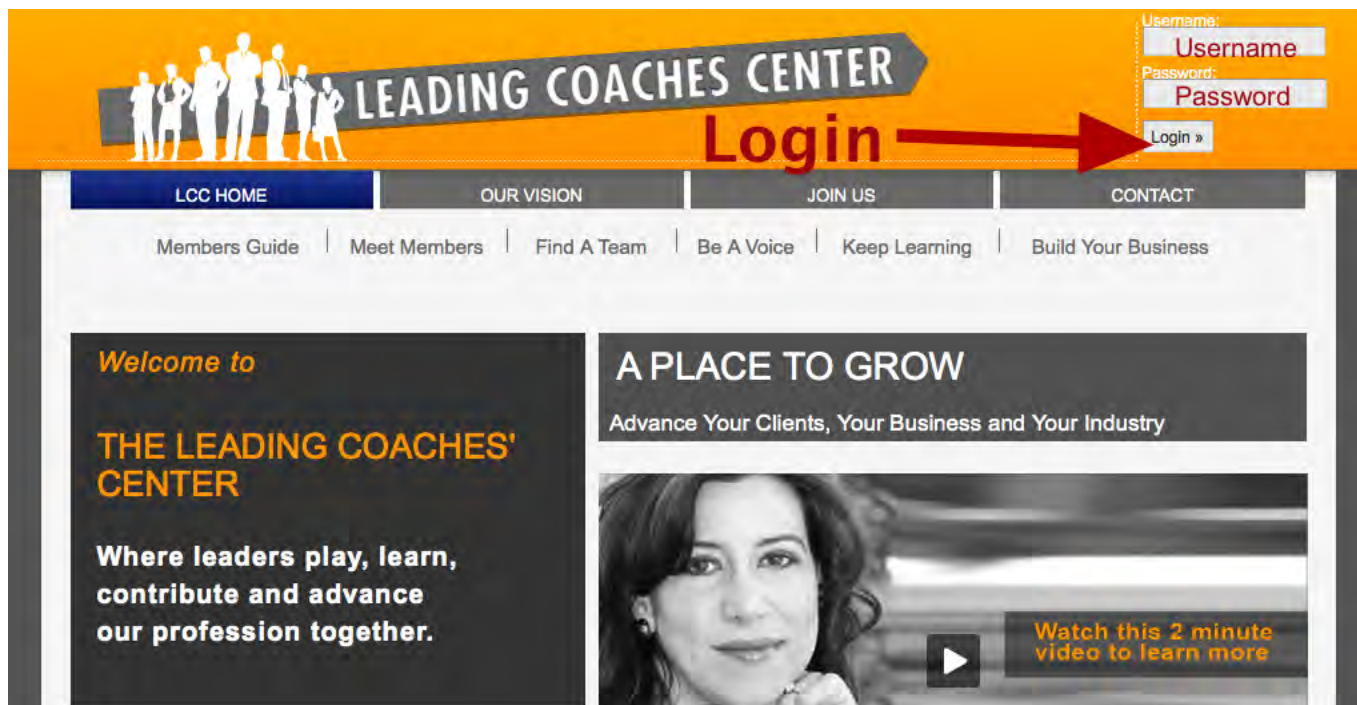 Username:
Username
LEADING COACHES CENTER
Password:
Password
Login
Login »
LCC HOME
OUR VISION
JOIN US
CONTACT
Members Guide | Meet Members | Find A Team | Be A Voice | Keep Learning | Build Your Business
Welcome to
THE LEADING COACHES'
CENTER
Where leaders play, learn,
contribute and advance
our profession together.
A PLACE TO GROW
Advance Your Clients, Your Business and Your Industry
Watch this 2 minute
video to learn more